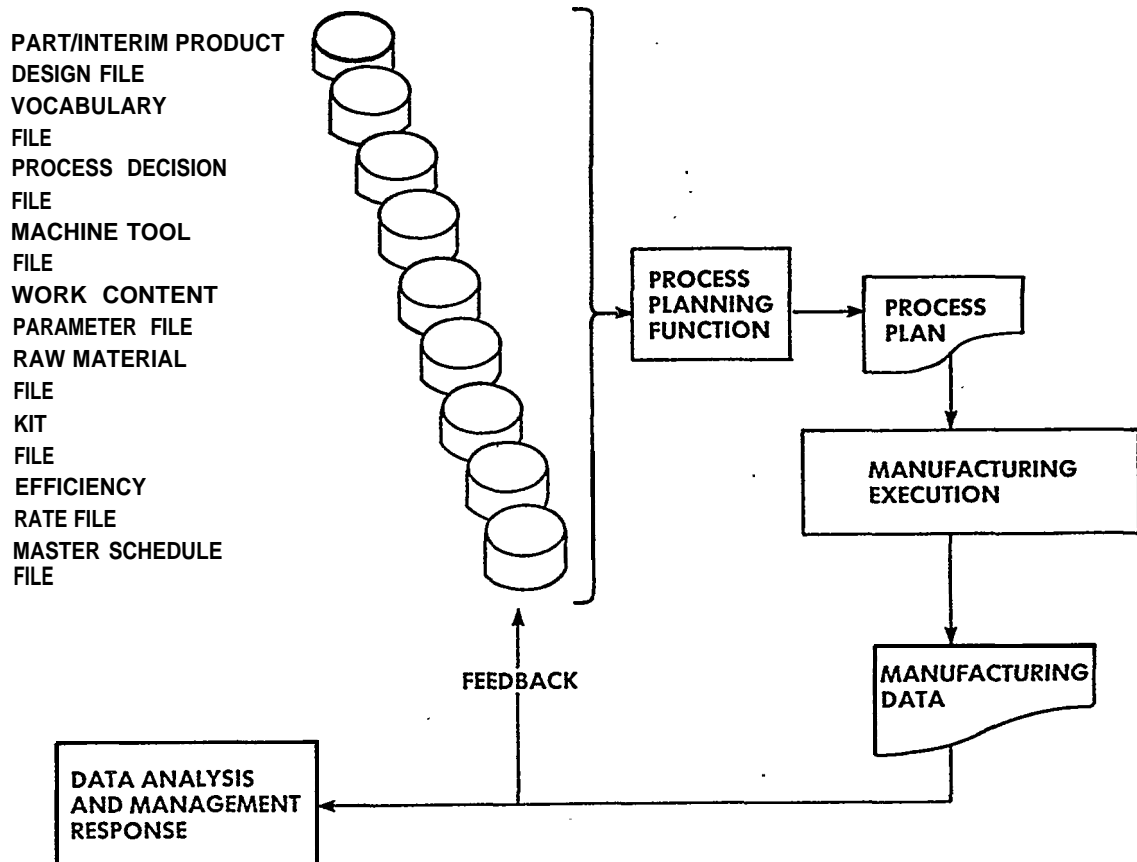 PART/INTERIM PRODUCT
DESIGN FILE
VOCABULARY
FILE
PROCESS DECISION
FILE
MACHINE TOOL
FILE
WORK CONTENT
PARAMETER FILE
RAW MATERIAL
FILE
KIT
FILE
EFFICIENCY
RATE FILE
MASTER SCHEDULE
FILE
PROCESS
PLANNING
FUNCTION
PROCESS
PLAN
MANUFACTURING
EXECUTION
MANUFACTURING
DATA
FEEDBACK
DATA ANALYSIS
AND MANAGEMENT
RESPONSE